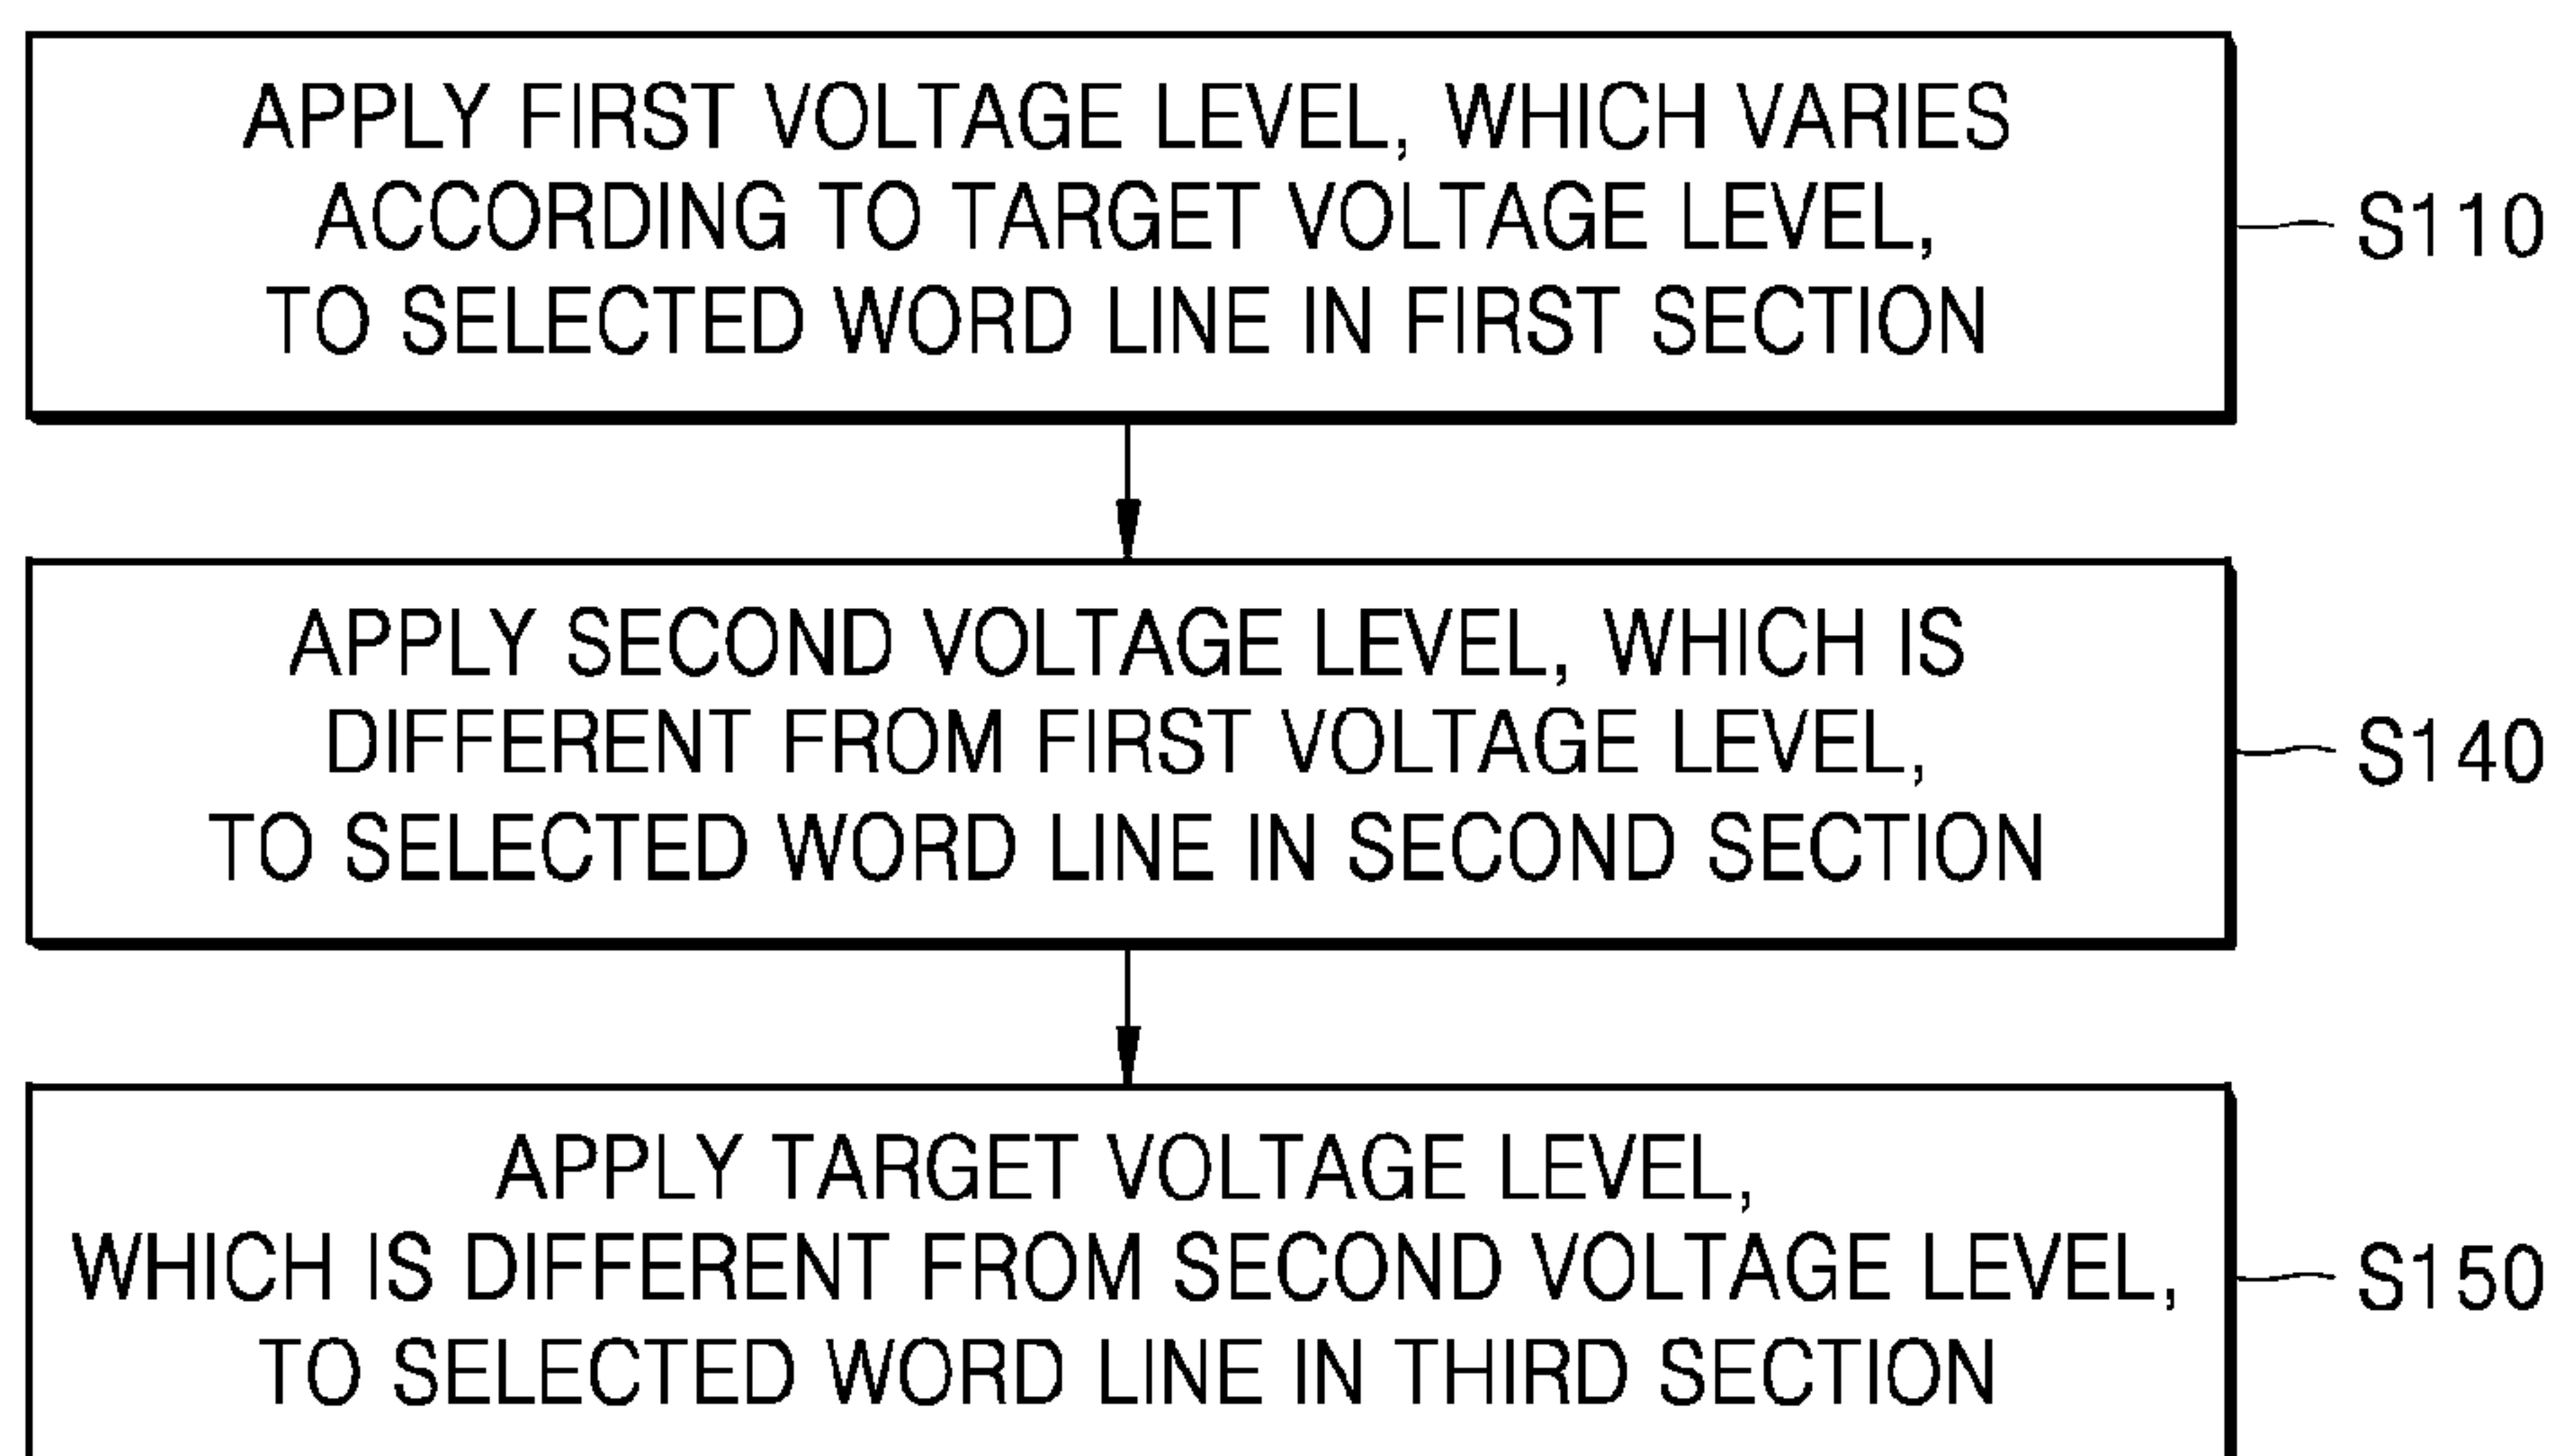 APPLY FIRST VOLTAGE LEVEL, WHICH VARIES
ACCORDING TO TARGET VOLTAGE LEVEL,
TO SELECTED WORD LINE IN FIRST SECTION
S110
APPLY SECOND VOLTAGE LEVEL, WHICH IS
DIFFERENT FROM FIRST VOLTAGE LEVEL,
TO SELECTED WORD LINE IN SECOND SECTION
S140
APPLY TARGET VOLTAGE LEVEL,
WHICH IS DIFFERENT FROM SECOND VOLTAGE LEVEL,
TO SELECTED WORD LINE IN THIRD SECTION
S150